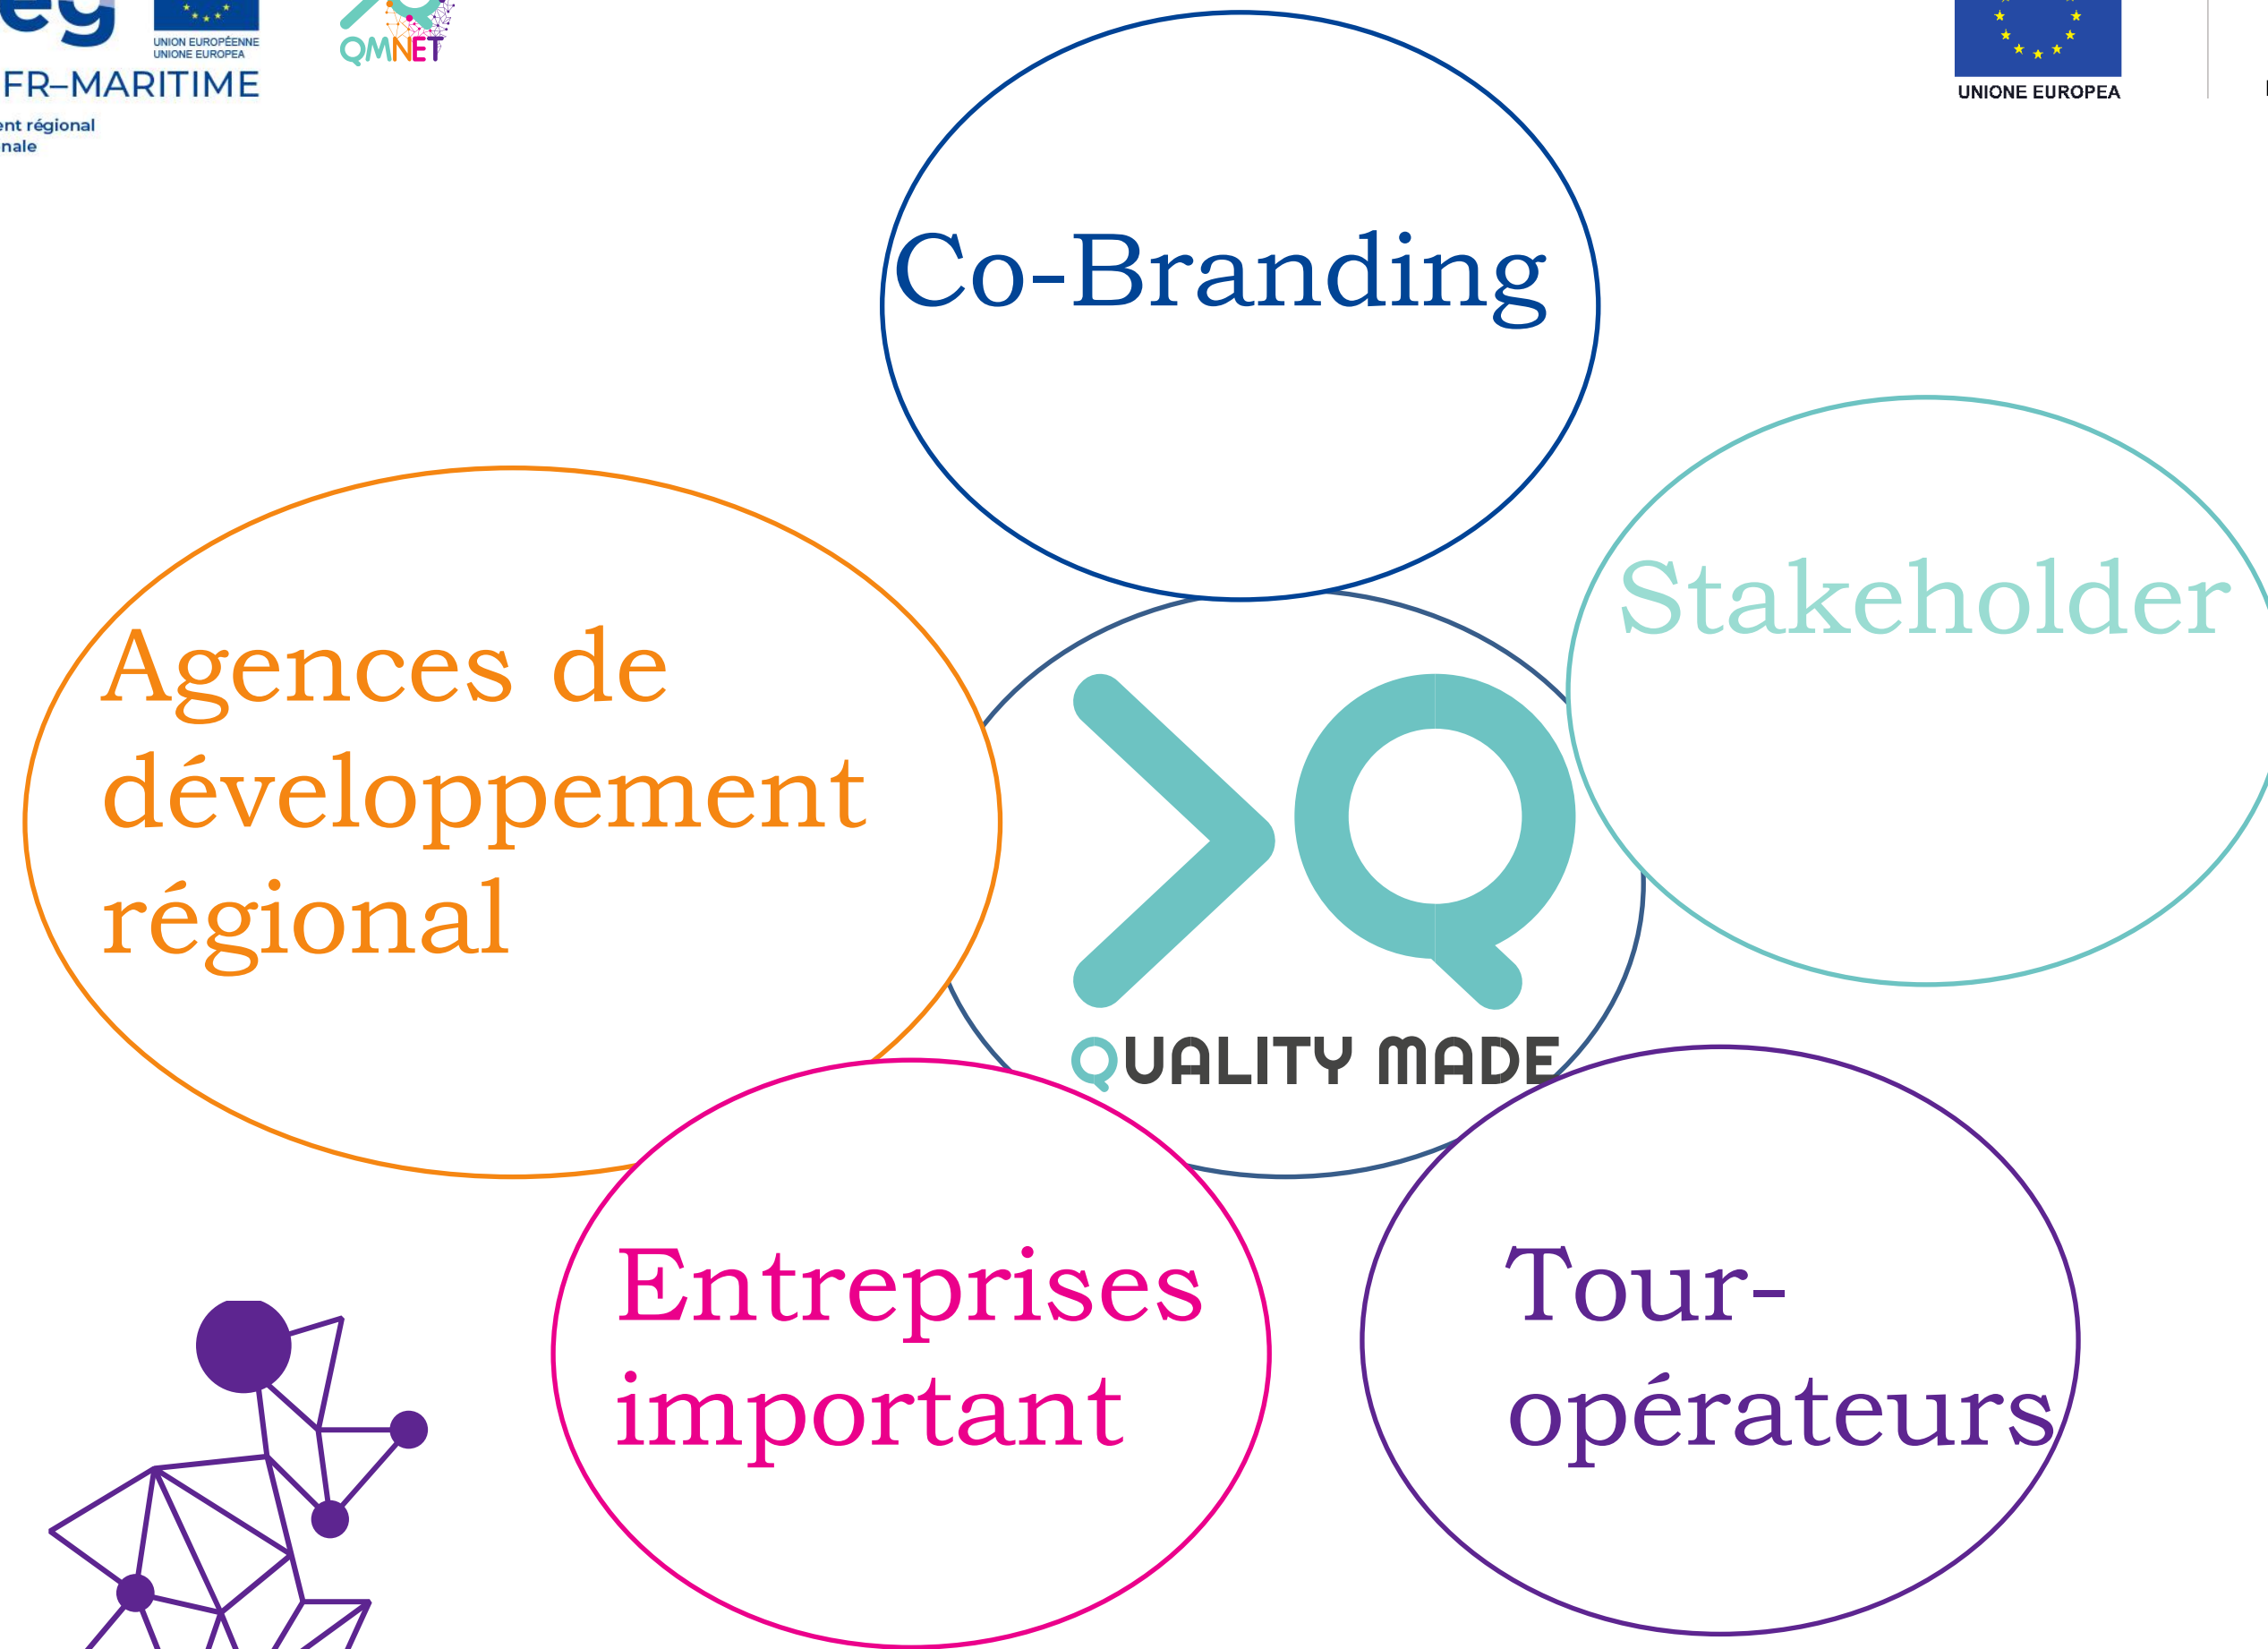 UNION EUROPÉENNE
UNIONE EUROPEA
FR–MARITIME
régional
QMNET
UNIONE EUROPEA
Co-Branding
Stakeholder
Agences de
développement
régional
QUALITY MADE
Entreprises
important
Tour-
opérateurs